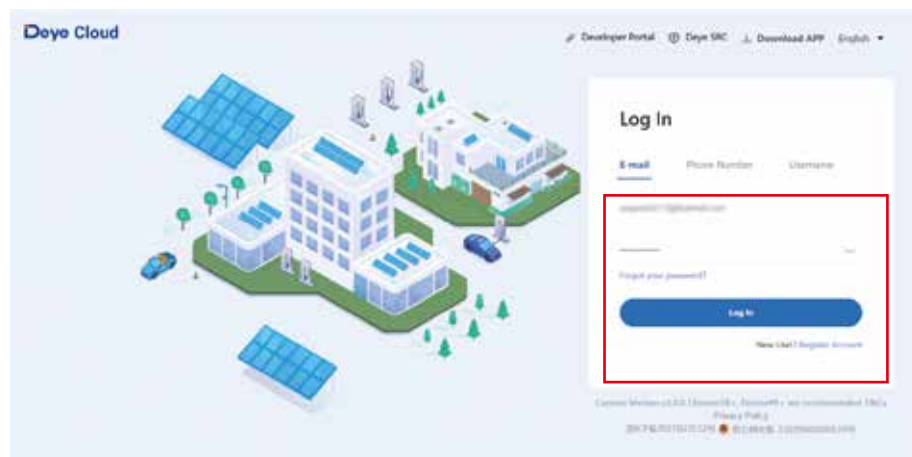 Deye Cloud
Developer Portal Deye SRC Download APP English
Log In
E-mail Phone Number Username
Forgot your password?
Log In
New User? Register Account
Privacy Policy